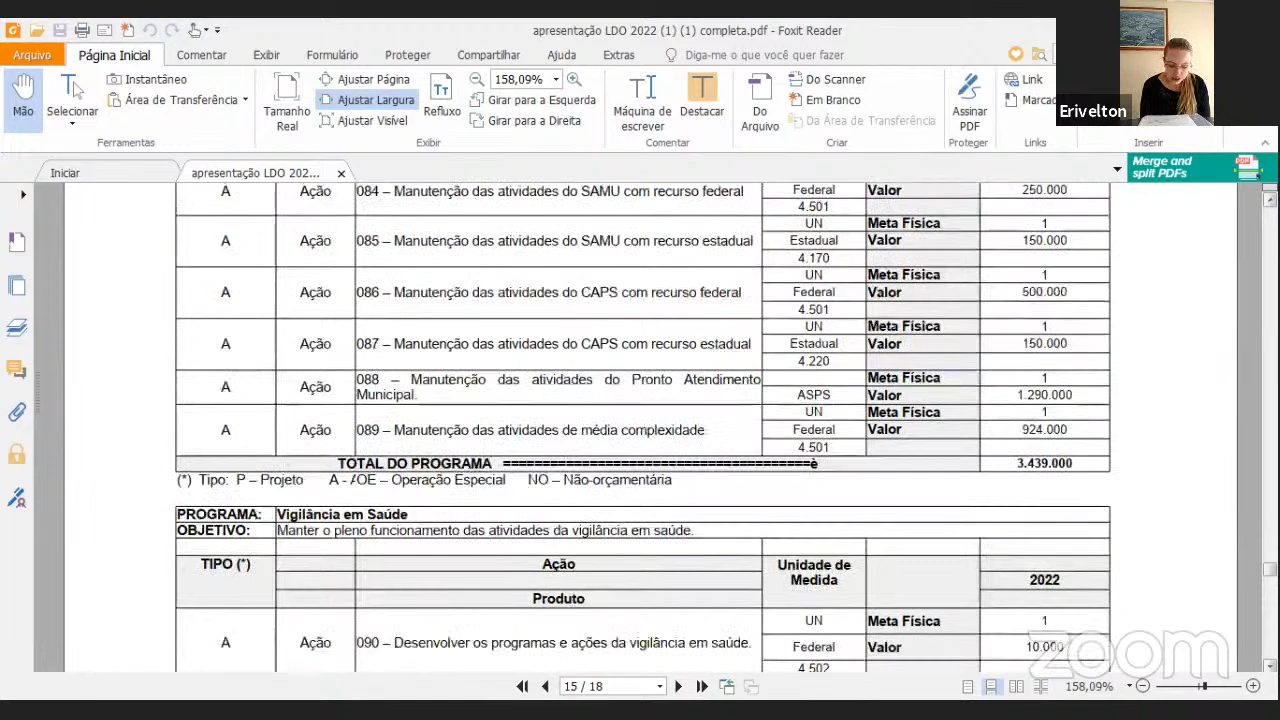 apresentação LDO 2022 (1) (1) completa.pdf - Foxit Reader
Arquivo Página Inicial Comentar Exibir Formulário Proteger Compartilhar Ajuda Extras Diga-me o que você quer fazer
Mão
Selecionar
Instantâneo
Área de Transferência
Ferramentas
Tamanho Real
Ajustar Página
Ajustar Largura
Ajustar Visível
Refluxo
158,09%
Girar para a Esquerda
Girar para a Direita
Exibir
Máquina de escrever
Destacar
Comentar
Do Arquivo
Do Scanner
Em Branco
Da Área de Transferência
Criar
Assinar PDF
Proteger
Link
Marcad
Links
Inserir
Erivelton
Iniciar
apresentação LDO 202...
Merge and split PDFs
A Ação 084 – Manutenção das atividades do SAMU com recurso federal Federal Valor 250.000
4.501
UN Meta Física 1
A Ação 085 – Manutenção das atividades do SAMU com recurso estadual Estadual Valor 150.000
4.170
UN Meta Física 1
A Ação 086 – Manutenção das atividades do CAPS com recurso federal Federal Valor 500.000
4.501
UN Meta Física 1
A Ação 087 – Manutenção das atividades do CAPS com recurso estadual Estadual Valor 150.000
4.220
088 – Manutenção das atividades do Pronto Atendimento Meta Física 1
A Ação Municipal. ASPS Valor 1.290.000
UN Meta Física 1
A Ação 089 – Manutenção das atividades de média complexidade Federal Valor 924.000
4.501
TOTAL DO PROGRAMA =======================================è 3.439.000
(*) Tipo: P – Projeto A - /OE – Operação Especial NO – Não-orçamentária
PROGRAMA: Vigilância em Saúde
OBJETIVO: Manter o pleno funcionamento das atividades da vigilância em saúde.
TIPO (*) Ação Unidade de Medida 2022
Produto
UN Meta Física 1
A Ação 090 – Desenvolver os programas e ações da vigilância em saúde. Federal Valor 10.000
4.502
zoom
15 / 18
158,09%